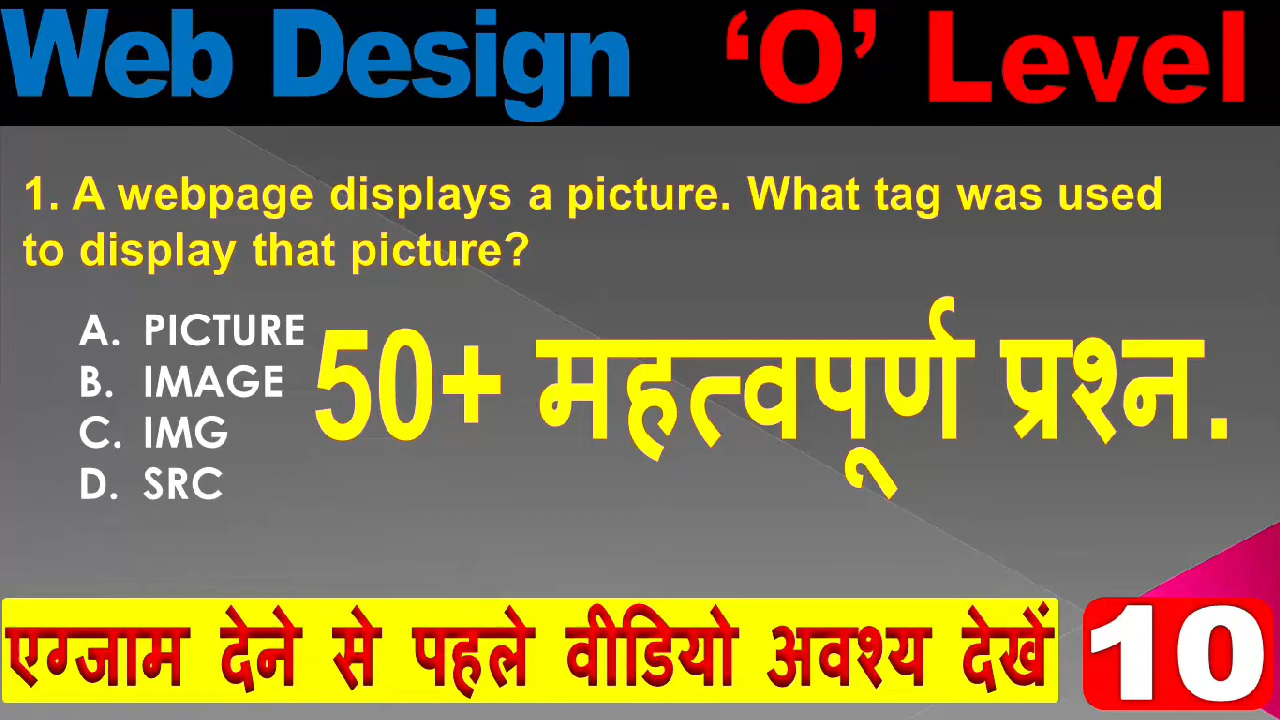 Web Design 'O' Level
1. A webpage displays a picture. What tag was used
to display that picture?
A. PICTURE
B. IMAGE
C. IMG
D. SRC
50+ महत्वपूर्ण प्रश्न.
एग्जाम देने से पहले वीडियो अवश्य देखें
10